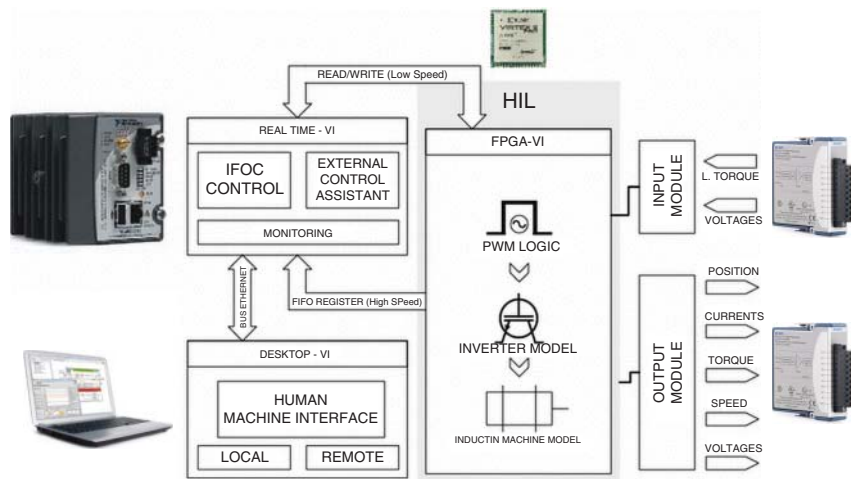 READ/WRITE (Low Speed)
HIL
REAL TIME - VI
IFOC
CONTROL
EXTERNAL
CONTROL
ASSISTANT
MONITORING
FPGA-VI
PWM LOGIC
INVERTER MODEL
INDUCTIN MACHINE MODEL
INPUT
MODULE
L. TORQUE
VOLTAGES
BUS ETHERNET
FIFO REGISTER (High SPeed)
DESKTOP - VI
HUMAN
MACHINE INTERFACE
LOCAL
REMOTE
OUTPUT
MODULE
POSITION
CURRENTS
TORQUE
SPEED
VOLTAGES